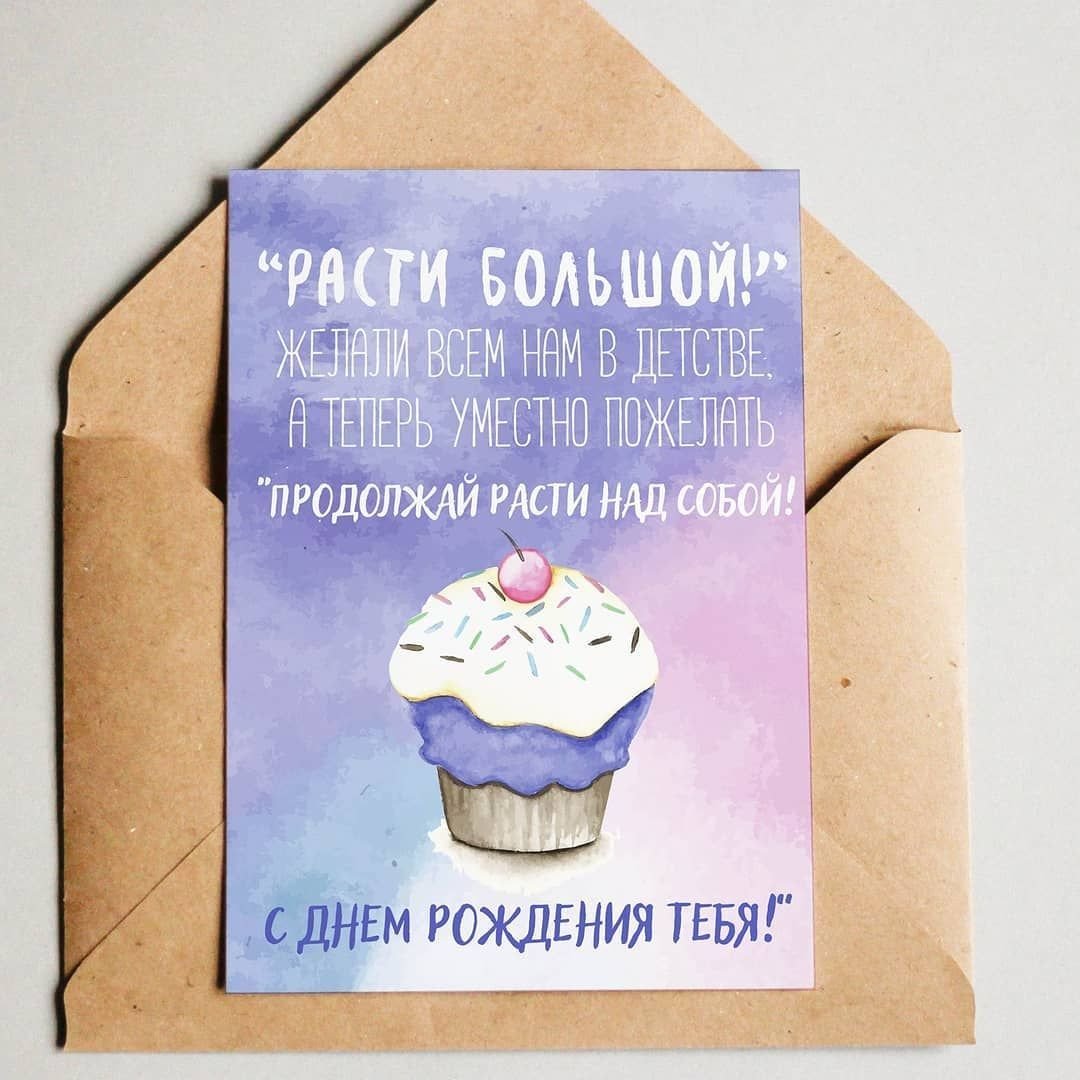 “РАСТИ БОЛЬШОЙ!”
ЖЕЛАЛИ ВСЕМ НАМ В ДЕТСТВЕ,
А ТЕПЕРЬ УМЕСТНО ПОЖЕЛАТЬ
"ПРОДОЛЖАЙ РАСТИ НАД СОБОЙ!
С ДНЕМ РОЖДЕНИЯ ТЕБЯ!"